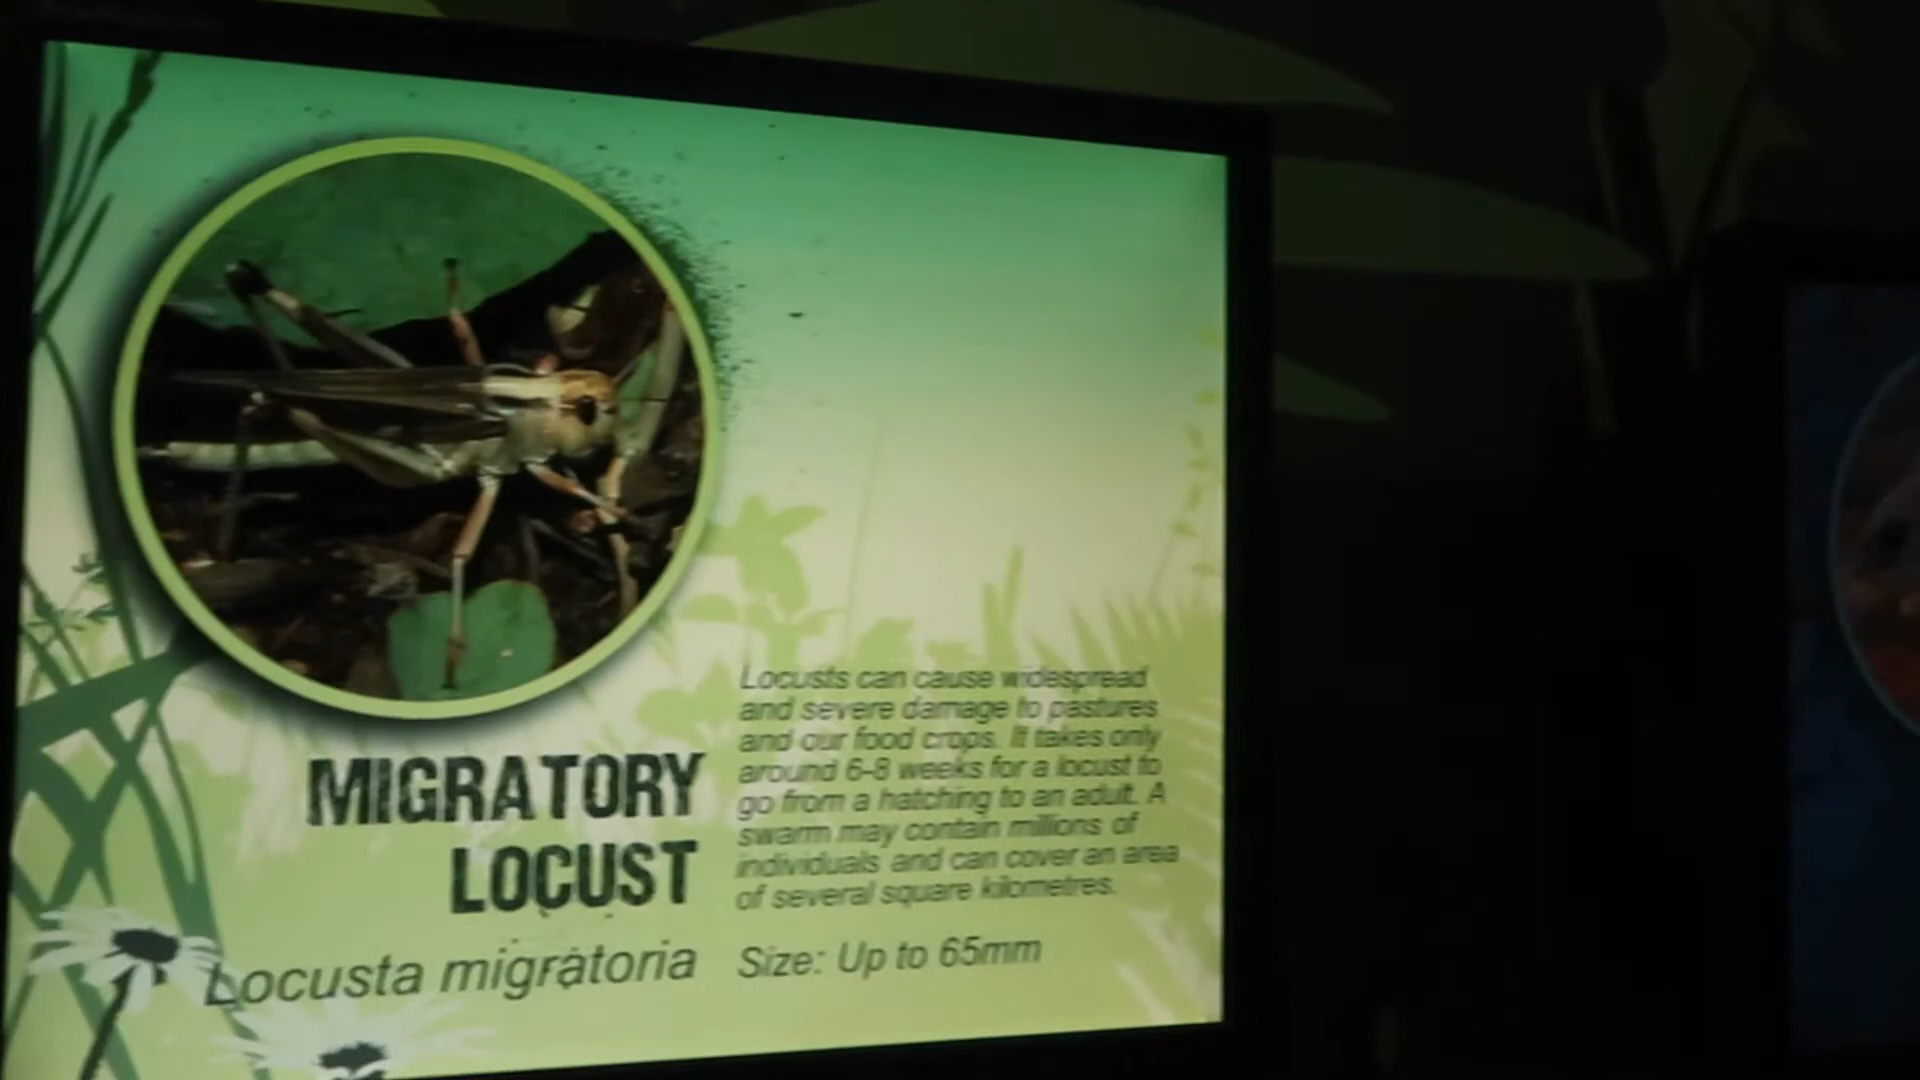 MIGRATORY
LOCUST
Locusta migratoria
Locusts can cause widespread
and severe damage to pastures
and our food crops. It takes only
around 6-8 weeks for a locust to
go from a hatching to an adult. A
swarm may contain millions of
individuals and can cover an area
of several square kilometres.
Size: Up to 65mm